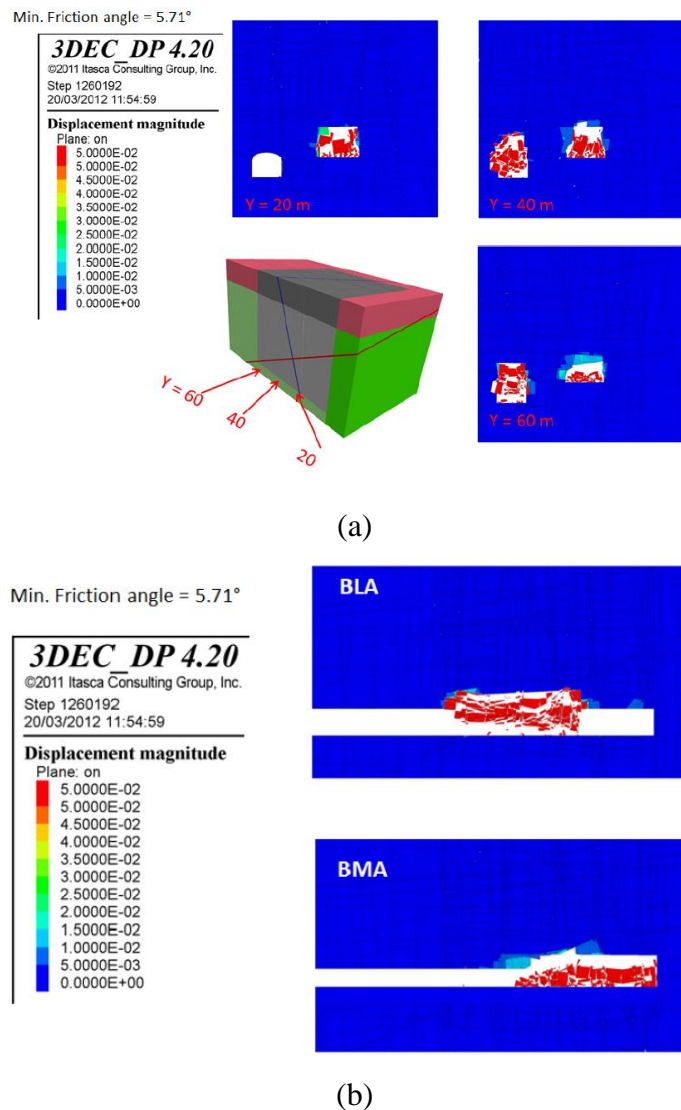 Min. Friction angle = 5.71°
3DEC_DP 4.20
©2011 Itasca Consulting Group, Inc.
Step 1260192
20/03/2012 11:54:59
Displacement magnitude
Plane: on
5.0000E-02
5.0000E-02
4.5000E-02
4.0000E-02
3.5000E-02
3.0000E-02
2.5000E-02
2.0000E-02
1.5000E-02
1.0000E-02
5.0000E-03
0.0000E+00
Y = 20 m
Y = 40 m
Y = 60 m
Y = 60
40
20
(a)
Min. Friction angle = 5.71°
3DEC_DP 4.20
©2011 Itasca Consulting Group, Inc.
Step 1260192
20/03/2012 11:54:59
Displacement magnitude
Plane: on
5.0000E-02
5.0000E-02
4.5000E-02
4.0000E-02
3.5000E-02
3.0000E-02
2.5000E-02
2.0000E-02
1.5000E-02
1.0000E-02
5.0000E-03
0.0000E+00
BLA
BMA
(b)